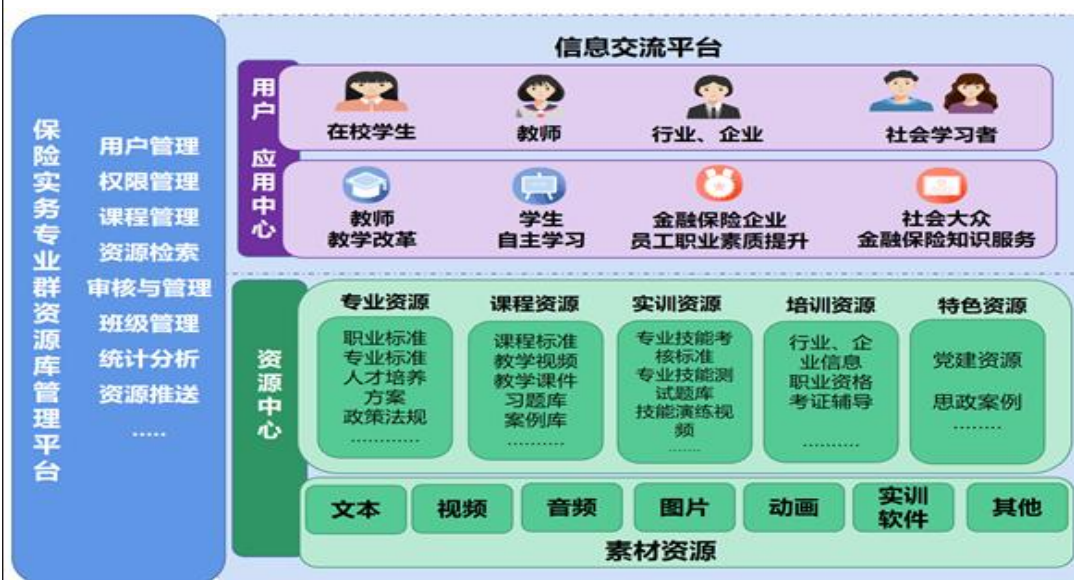 保险实务专业群资源库管理平台
用户管理
权限管理
课程管理
资源检索
审核与管理
班级管理
统计分析
资源推送
.....
信息交流平台
用户 应用中心
在校学生
教师
行业、企业
社会学习者
教师
教学改革
学生
自主学习
金融保险企业
员工职业素质提升
社会大众
金融保险知识服务
资源中心
专业资源
职业标准
专业标准
人才培养
方案
政策法规
............
课程资源
课程标准
教学视频
教学课件
习题库
案例库
..........
实训资源
专业技能考
核标准
专业技能测
试题库
技能演练视
频
.......
培训资源
行业、企
业信息
职业资格
考证辅导
..........
特色资源
党建资源
思政案例
........
文本
视频
音频
图片
动画
实训
软件
其他
素材资源